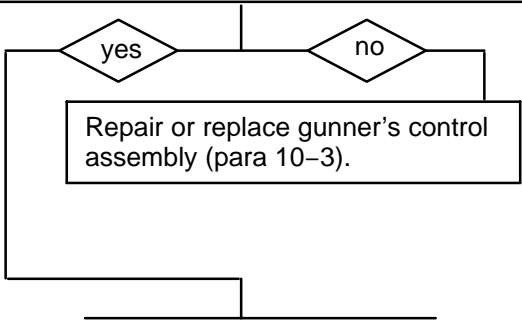 yes
no
Repair or replace gunner's control
assembly (para 10−3).